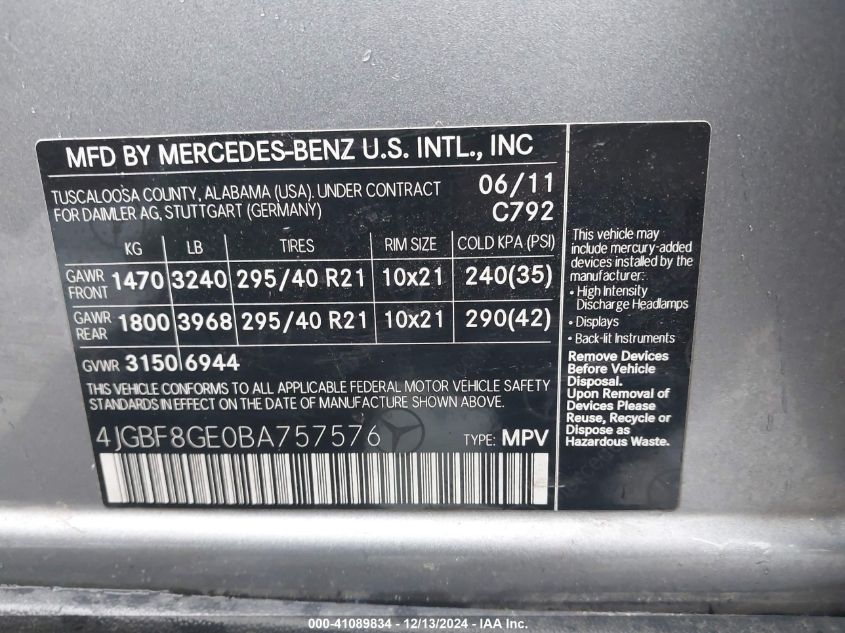 MFD BY MERCEDES-BENZ U.S. INTL., INC
TUSCALOOSA COUNTY, ALABAMA (USA). UNDER CONTRACT
FOR DAIMLER AG, STUTTGART (GERMANY)
06/11
C792
KG LB TIRES RIM SIZE COLD KPA (PSI)
GAWR
FRONT 1470 3240 295/40 R21 10x21 240(35)
GAWR
REAR 1800 3968 295/40 R21 10x21 290(42)
GVWR 3150 6944
THIS VEHICLE CONFORMS TO ALL APPLICABLE FEDERAL MOTOR VEHICLE SAFETY
STANDARDS IN EFFECT ON THE DATE OF MANUFACTURE SHOWN ABOVE.
4JGBF8GE0BA757576 TYPE: MPV
This vehicle may
include mercury-added
devices installed by the
manufacturer:
• High Intensity
Discharge Headlamps
• Displays
• Back-lit Instruments
Remove Devices
Before Vehicle
Disposal.
Upon Removal of
Devices Please
Reuse, Recycle or
Dispose as
Hazardous Waste.
000-41089834 - 12/13/2024 - IAA Inc.